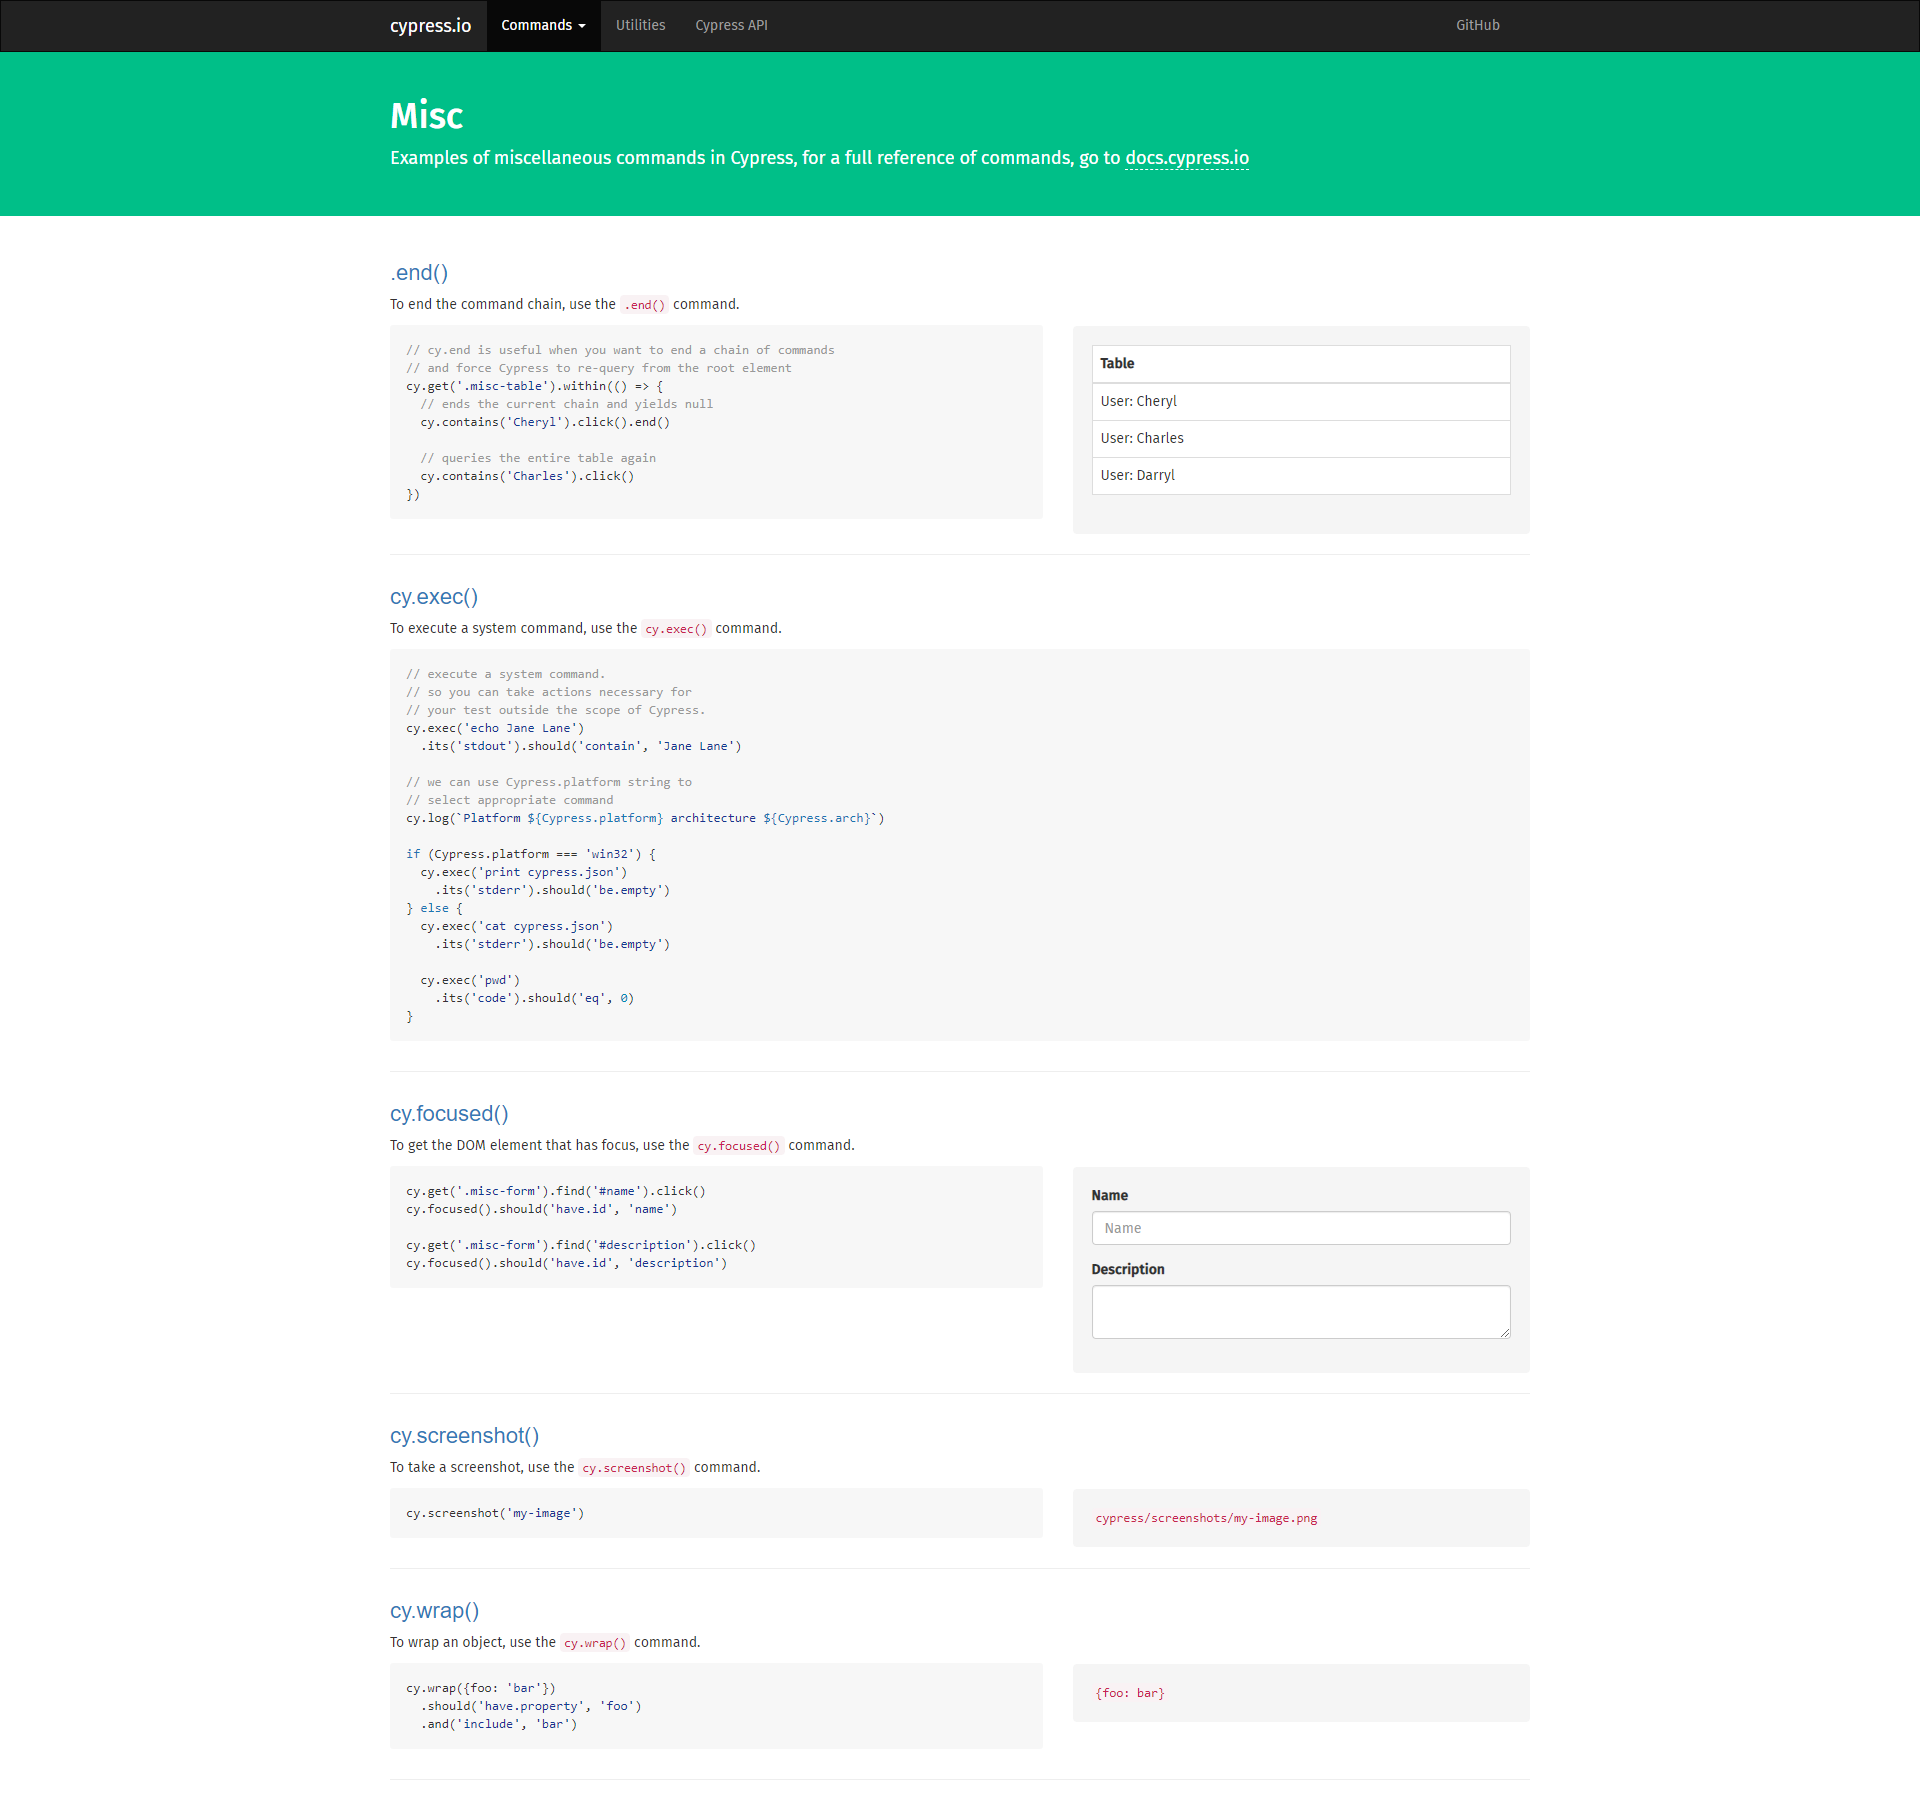 cypress.io Commands Utilities Cypress API GitHub
Misc
Examples of miscellaneous commands in Cypress, for a full reference of commands, go to docs.cypress.io
.end()
To end the command chain, use the .end() command.
// cy.end is useful when you want to end a chain of commands
// and force Cypress to re-query from the root element
cy.get('.misc-table').within(() => {
  // ends the current chain and yields null
  cy.contains('Cheryl').click().end()
  // queries the entire table again
  cy.contains('Charles').click()
})
Table
User: Cheryl
User: Charles
User: Darryl
cy.exec()
To execute a system command, use the cy.exec() command.
// execute a system command.
// so you can take actions necessary for
// your test outside the scope of Cypress.
cy.exec('echo Jane Lane')
  .its('stdout').should('contain', 'Jane Lane')
// we can use Cypress.platform string to
// select appropriate command
cy.log(`Platform ${Cypress.platform} architecture ${Cypress.arch}`)
if (Cypress.platform === 'win32') {
  cy.exec('print cypress.json')
    .its('stderr').should('be.empty')
} else {
  cy.exec('cat cypress.json')
    .its('stderr').should('be.empty')
  cy.exec('pwd')
    .its('code').should('eq', 0)
}
cy.focused()
To get the DOM element that has focus, use the cy.focused() command.
cy.get('.misc-form').find('#name').click()
cy.focused().should('have.id', 'name')
cy.get('.misc-form').find('#description').click()
cy.focused().should('have.id', 'description')
Name
Name
Description
cy.screenshot()
To take a screenshot, use the cy.screenshot() command.
cy.screenshot('my-image')
cypress/screenshots/my-image.png
cy.wrap()
To wrap an object, use the cy.wrap() command.
cy.wrap({foo: 'bar'})
  .should('have.property', 'foo')
  .and('include', 'bar')
{foo: bar}